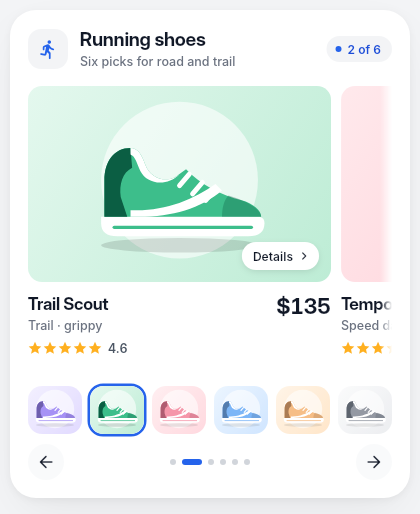 Running shoes
Six picks for road and trail
2 of 6
Details
Trail Scout
$135
Trail · grippy
4.6
Speed